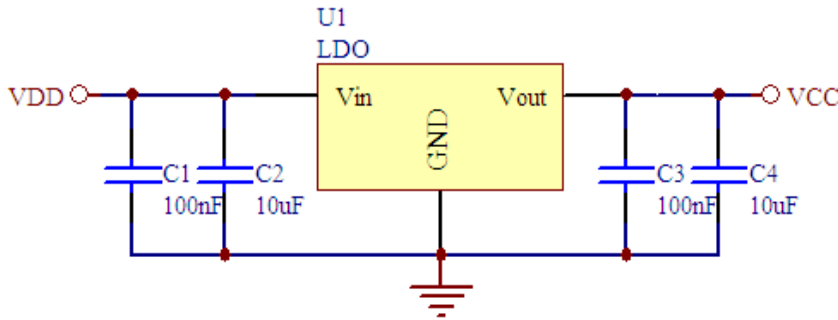 U1
LDO
VDD
Vin
Vout
VCC
GND
C1
100nF
C2
10uF
C3
100nF
C4
10uF